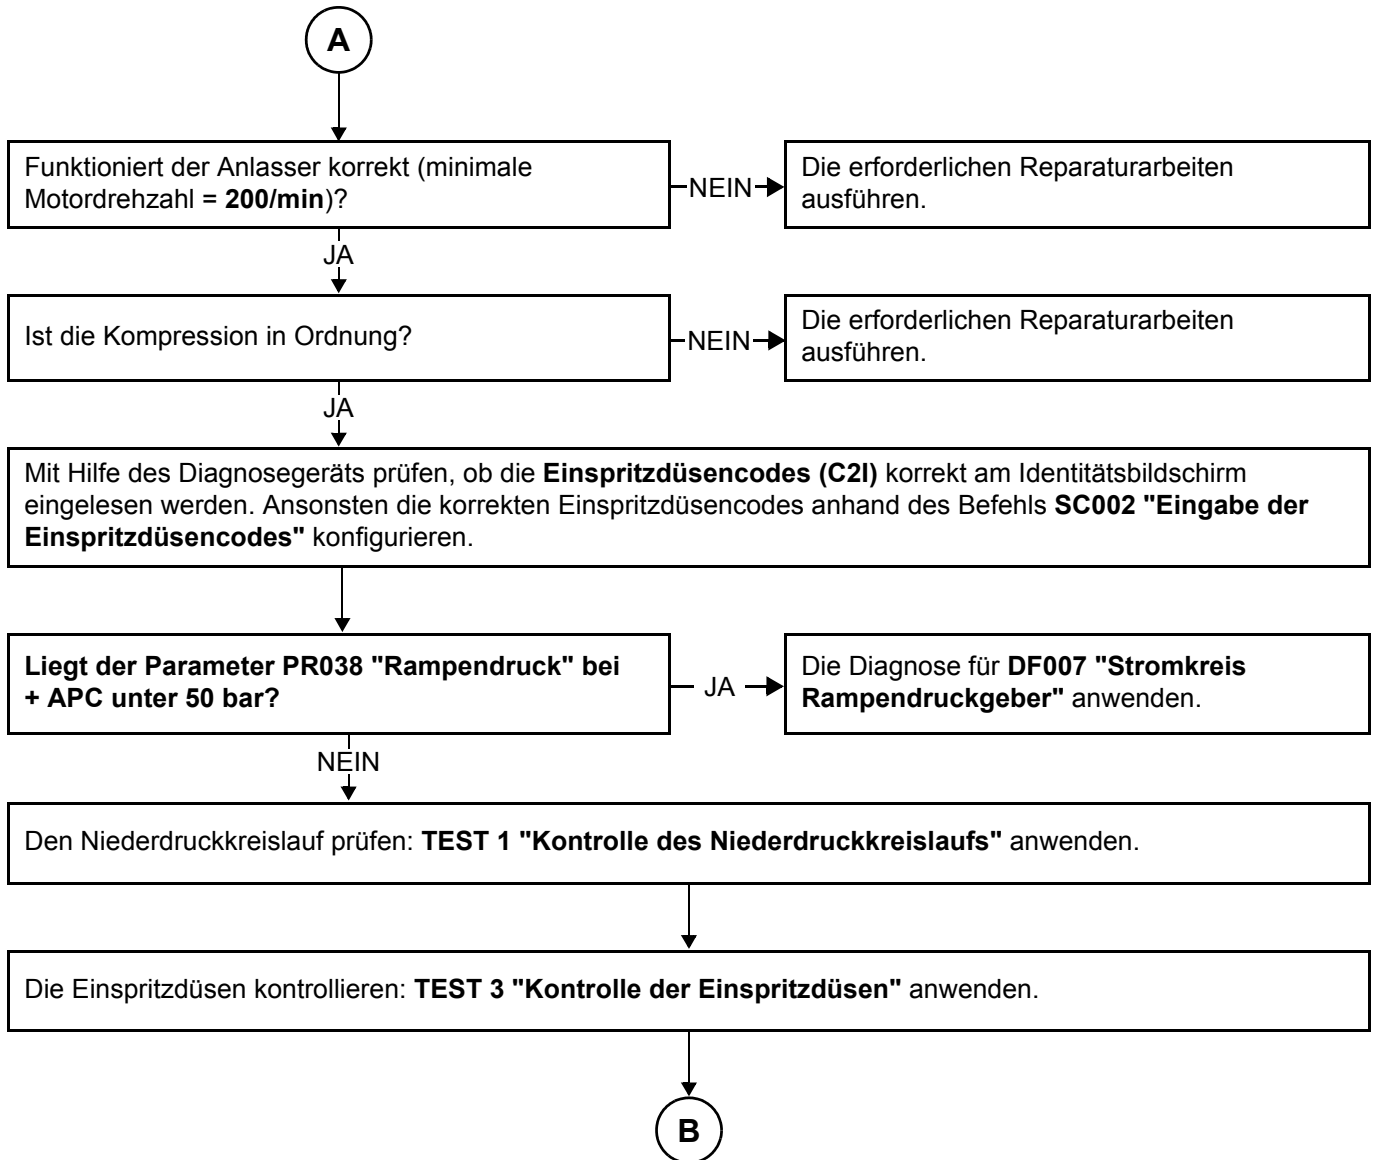 A
Funktioniert der Anlasser korrekt (minimale
Motordrehzahl = 200/min)?
NEIN
Die erforderlichen Reparaturarbeiten
ausführen.
JA
Ist die Kompression in Ordnung?
NEIN
Die erforderlichen Reparaturarbeiten
ausführen.
JA
Mit Hilfe des Diagnosegeräts prüfen, ob die Einspritzdüsencodes (C2I) korrekt am Identitätsbildschirm
eingelesen werden. Ansonsten die korrekten Einspritzdüsencodes anhand des Befehls SC002 "Eingabe der
Einspritzdüsencodes" konfigurieren.
Liegt der Parameter PR038 "Rampendruck" bei
+ APC unter 50 bar?
JA
Die Diagnose für DF007 "Stromkreis
Rampendruckgeber" anwenden.
NEIN
Den Niederdruckkreislauf prüfen: TEST 1 "Kontrolle des Niederdruckkreislaufs" anwenden.
Die Einspritzdüsen kontrollieren: TEST 3 "Kontrolle der Einspritzdüsen" anwenden.
B